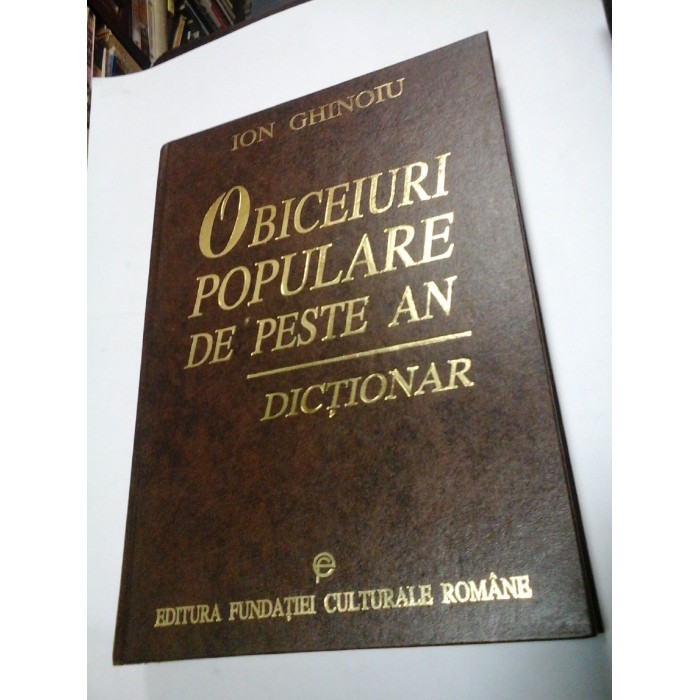 ION GHINOIU
OBICEIURI
POPULARE
DE PESTE AN
DICȚIONAR
EDITURA FUNDAȚIEI CULTURALE ROMÂNE